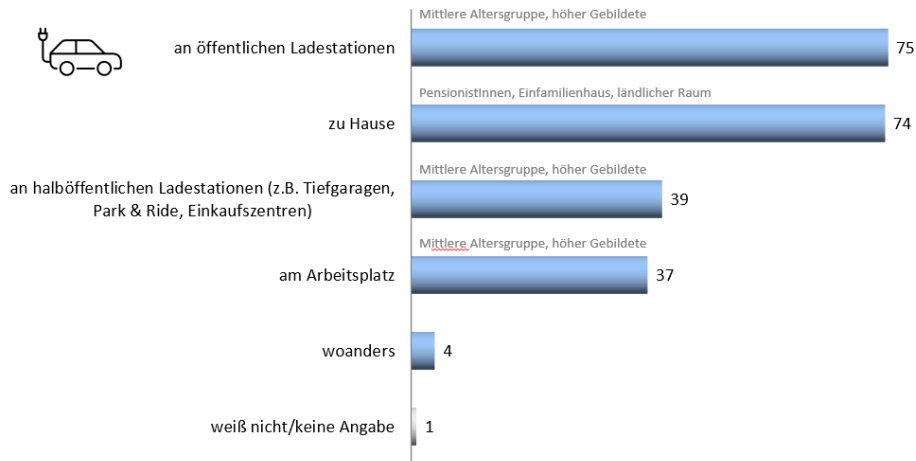 Mittlere Altersgruppe, höher Gebildete
an öffentlichen Ladestationen 75
PensionistInnen, Einfamilienhaus, ländlicher Raum
zu Hause 74
Mittlere Altersgruppe, höher Gebildete
an halböffentlichen Ladestationen (z.B. Tiefgaragen,
Park & Ride, Einkaufszentren) 39
Mittlere Altersgruppe, höher Gebildete
am Arbeitsplatz 37
woanders 4
weiß nicht/keine Angabe 1